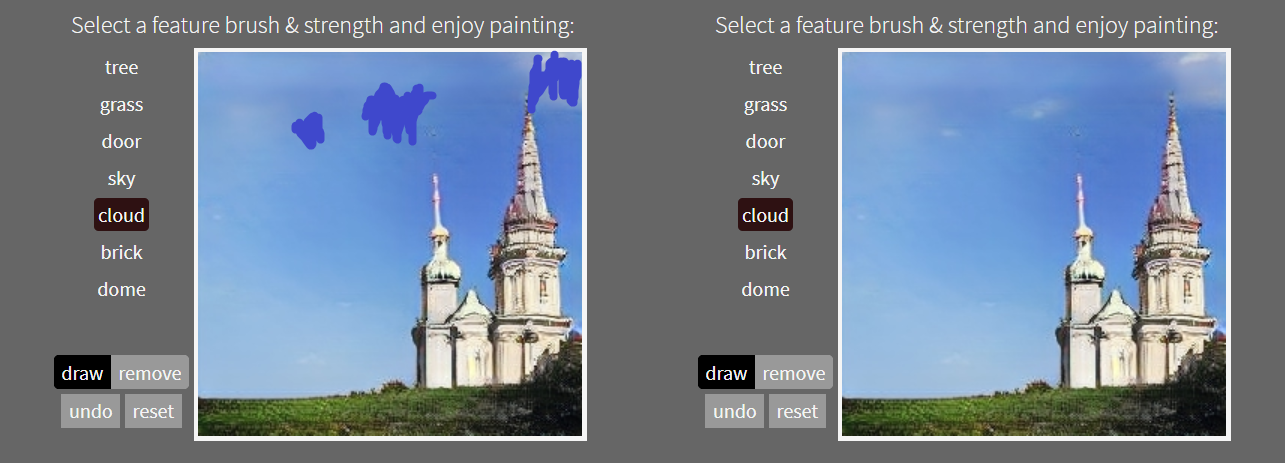 Select a feature brush & strength and enjoy painting:
tree
grass
door
sky
cloud
brick
dome
draw remove
undo reset
Select a feature brush & strength and enjoy painting:
tree
grass
door
sky
cloud
brick
dome
draw remove
undo reset